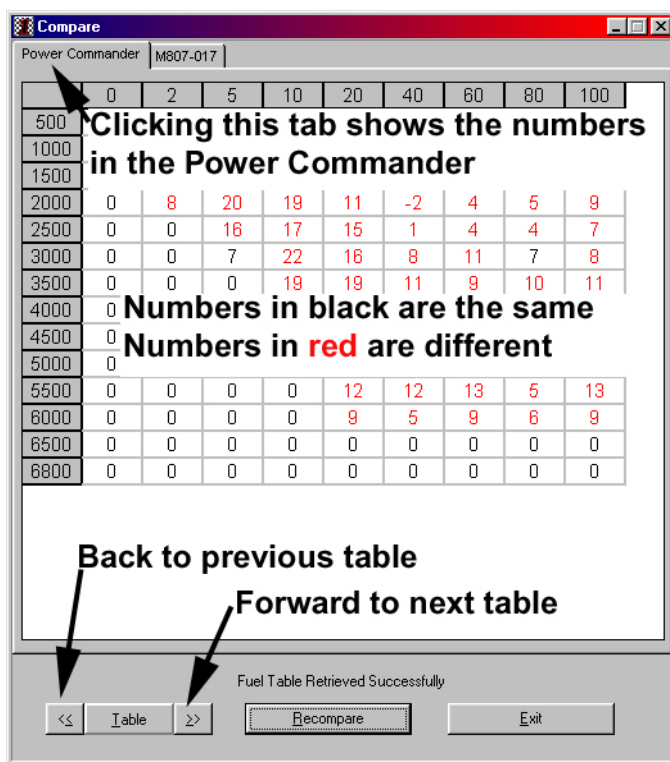 Compare
Power Commander M807-017
0 2 5 10 20 40 60 80 100
500 Clicking this tab shows the numbers
1000 in the Power Commander
1500
2000 0 8 20 19 11 -2 4 5 9
2500 0 0 16 17 15 1 4 4 7
3000 0 0 7 22 16 8 11 7 8
3500 0 0 0 19 19 11 9 10 11
4000 0 Numbers in black are the same
4500 0 Numbers in red are different
5000 0
5500 0 0 0 0 12 12 13 5 13
6000 0 0 0 0 9 5 9 6 9
6500 0 0 0 0 0 0 0 0 0
6800 0 0 0 0 0 0 0 0 0
Back to previous table
Forward to next table
Fuel Table Retrieved Successfully
<< Table >> Recompare Exit